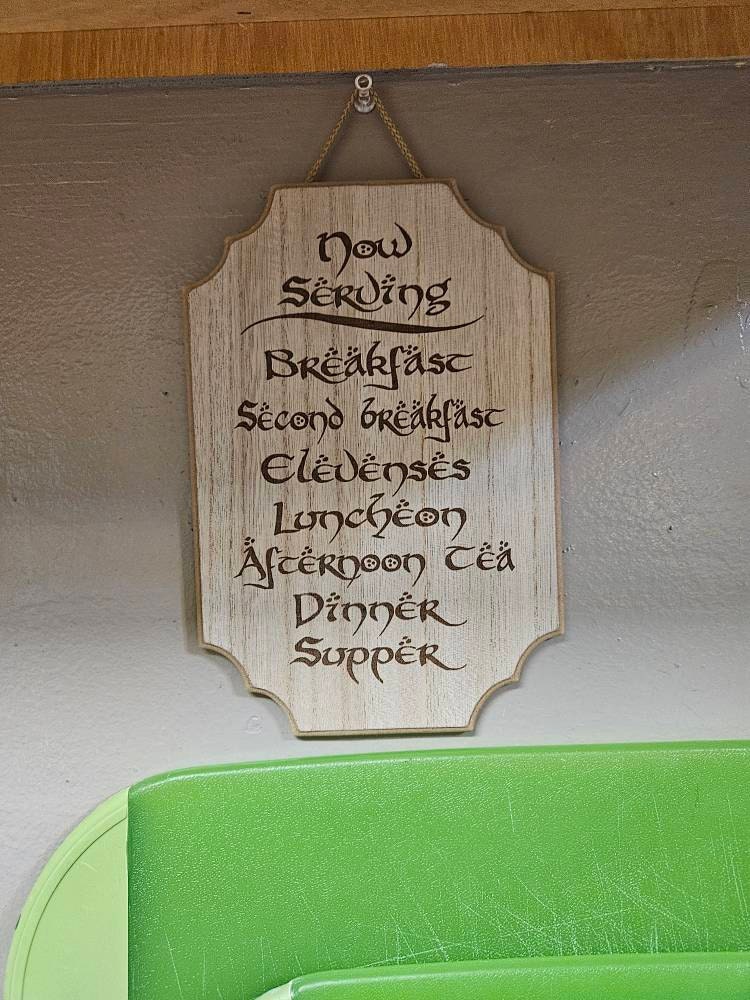 Now
Serving
Breakfast
Second breakfast
Elevenses
Luncheon
Afternoon Tea
Dinner
Supper